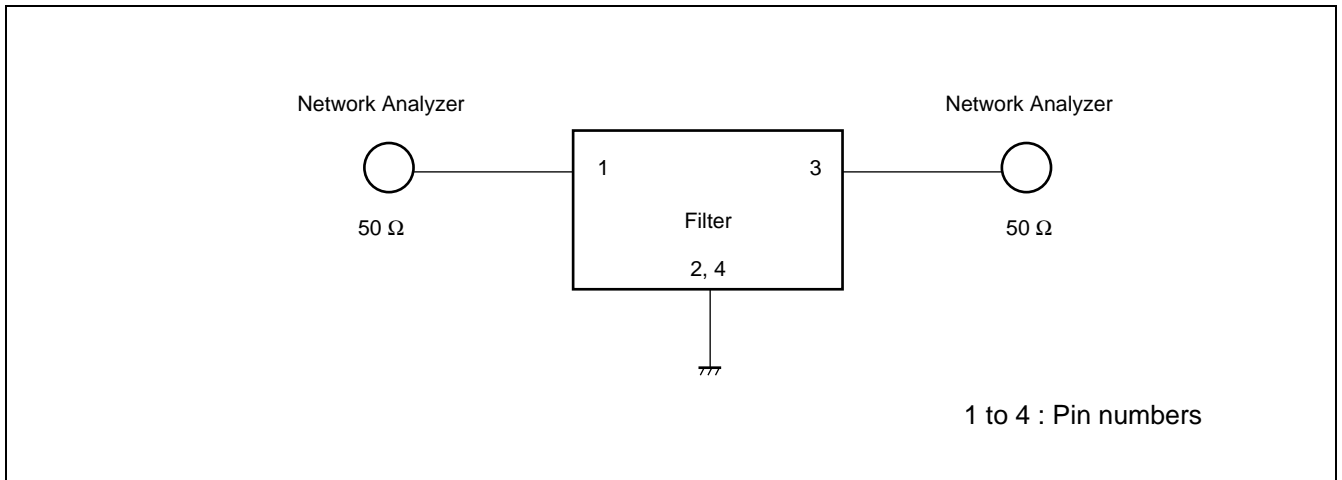 Network Analyzer
Network Analyzer
1
3
50 Ω
Filter
50 Ω
2, 4
1 to 4 : Pin numbers